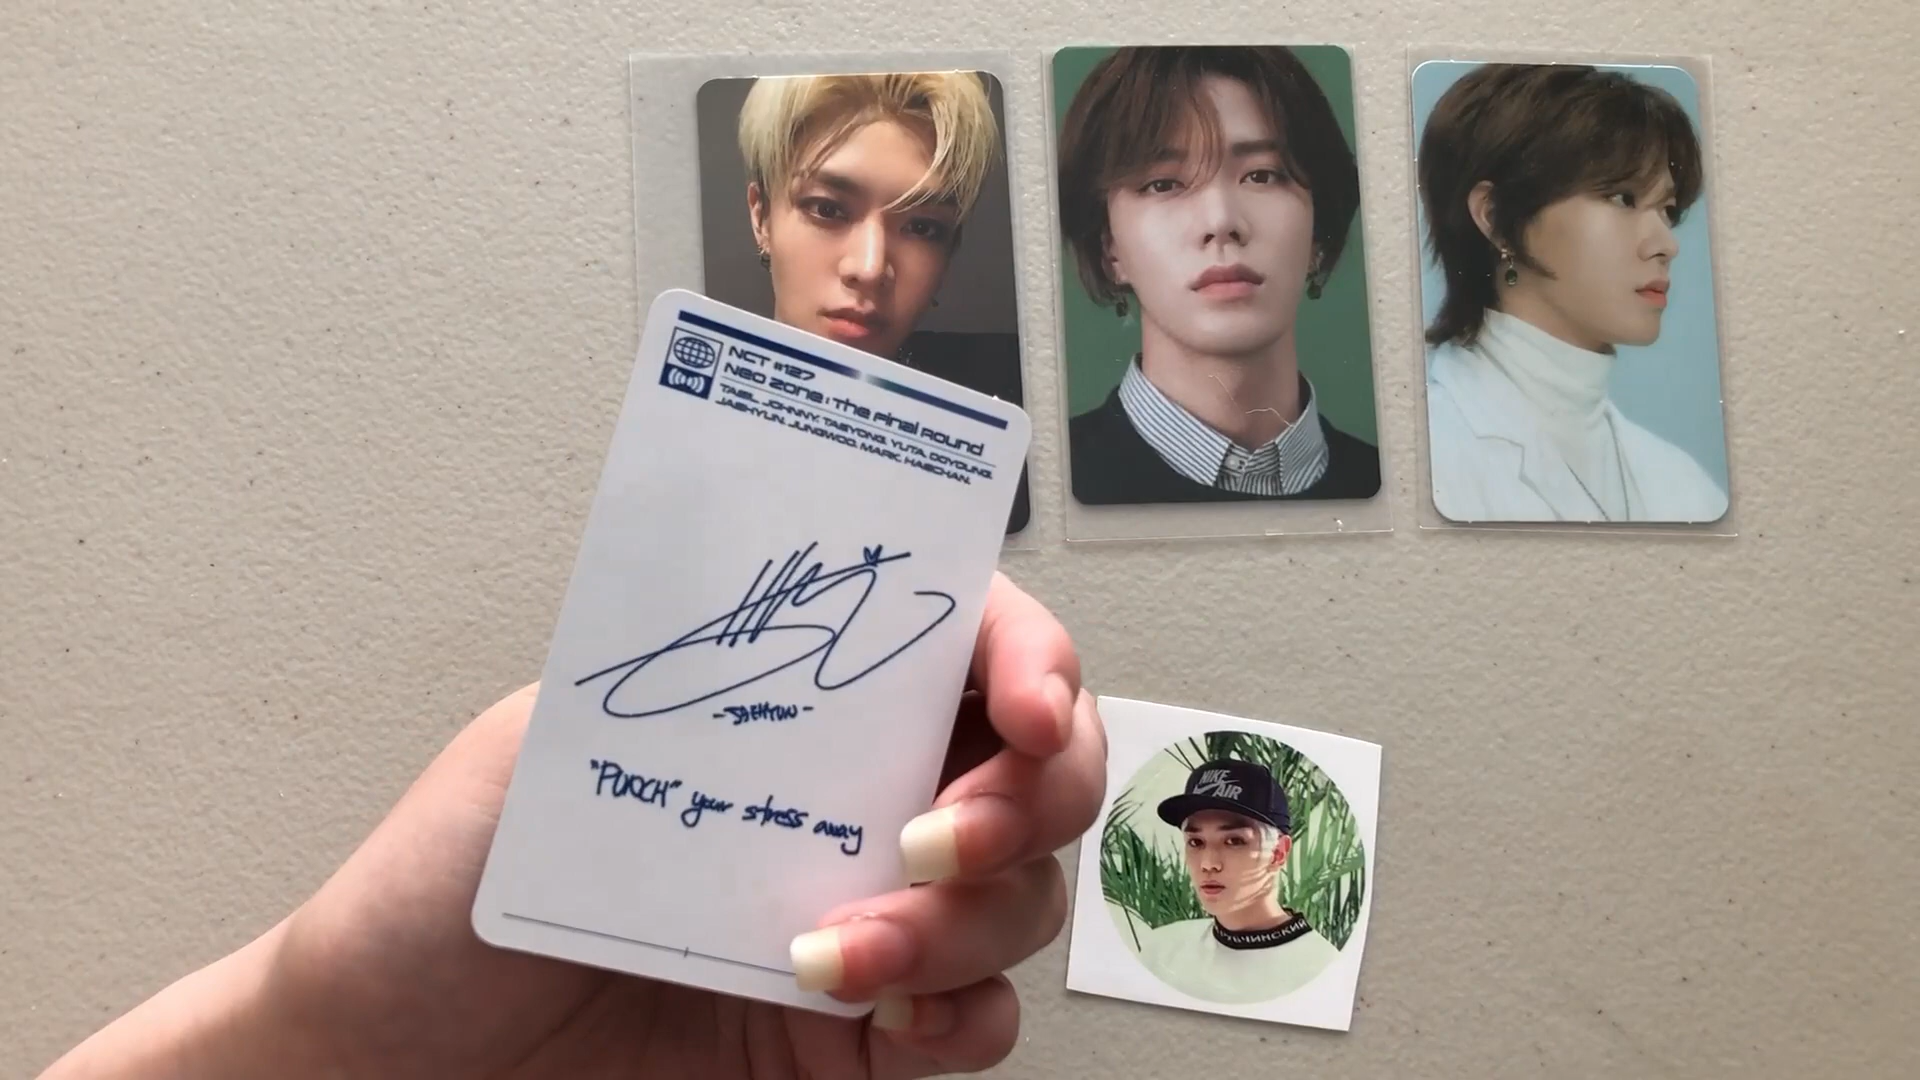 NCT #127
Neo Zone : The Final Round
TAEIL, JOHNNY, TAEYONG, YUTA, DOYOUNG,
JAEHYUN, JUNGWOO, MARK, HAECHAN.
-JAEHYUN-
"PUNCH" your stress away
NIKE
AIR
РУБЧИНСКИЙ